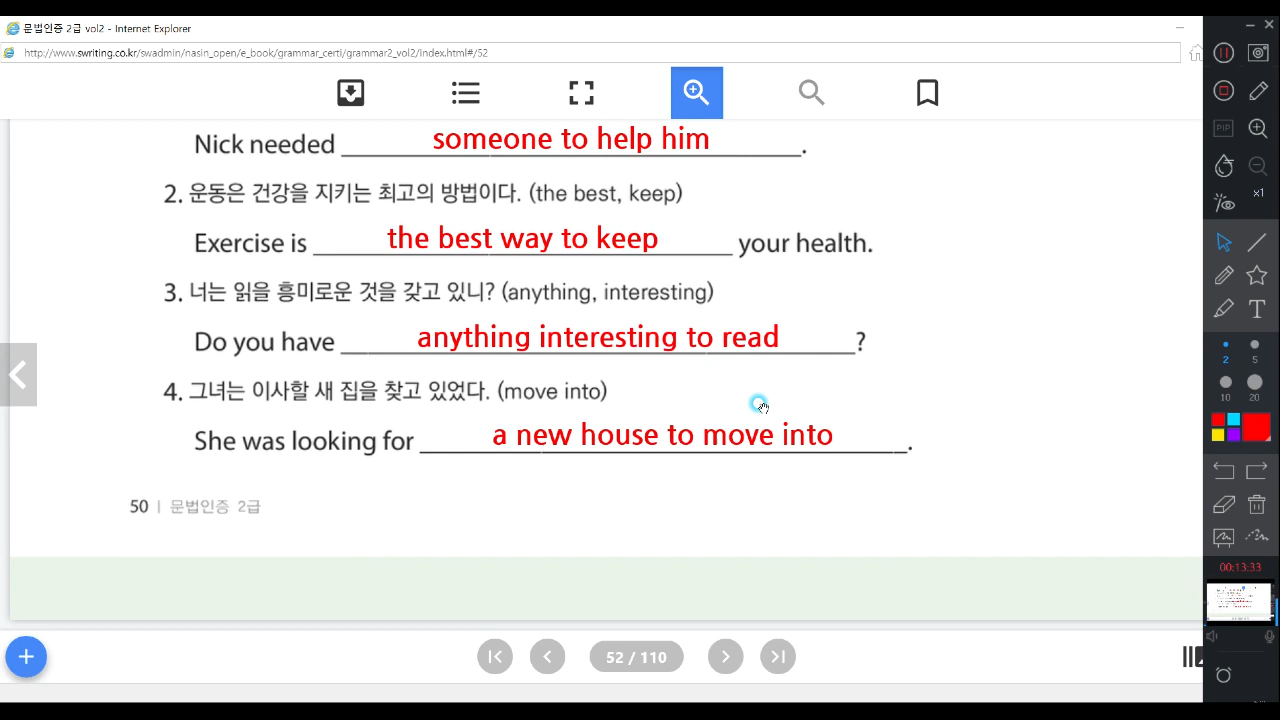 문법인증 2급 vol2 - Internet Explorer
http://www.swriting.co.kr/swadmin/nasin_open/e_book/grammar_certi/grammar2_vol2/index.html#/52
Nick needed someone to help him.
2. 운동은 건강을 지키는 최고의 방법이다. (the best, keep)
Exercise is the best way to keep your health.
3. 너는 읽을 흥미로운 것을 갖고 있니? (anything, interesting)
Do you have anything interesting to read?
4. 그녀는 이사할 새 집을 찾고 있었다. (move into)
She was looking for a new house to move into.
50 | 문법인증 2급
52 / 110
PIP
x1
2 5
10 20
00:13:33